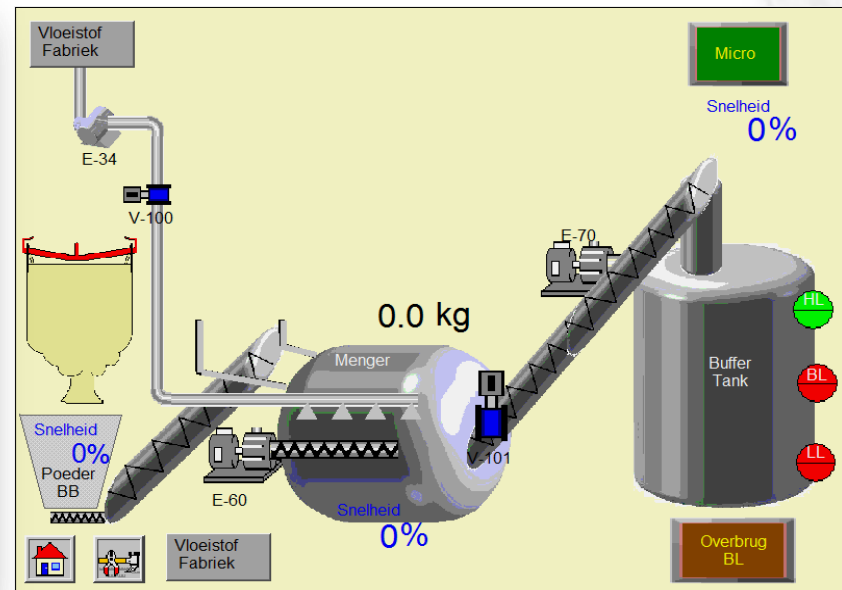 Vloeistof
Fabriek
Micro
Snelheid
0%
E-34
V-100
E-70
HL
0.0 kg
Menger
Buffer
Tank
BL
Snelheid
0%
Poeder
BB
V-101
LL
E-60
Snelheid
0%
Vloeistof
Fabriek
Overbrug
BL